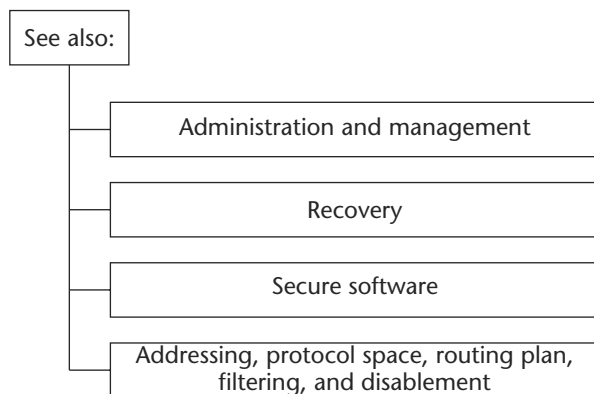 See also:
Administration and management
Recovery
Secure software
Addressing, protocol space, routing plan,
filtering, and disablement